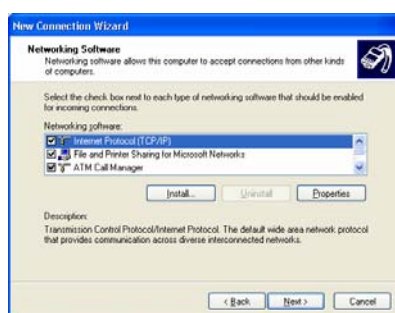 New Connection Wizard
Networking Software
Networking software allows this computer to accept connections from other kinds
of computers.
Select the check box next to each type of networking software that should be enabled
for incoming connections.
Networking software:
Internet Protocol (TCP/IP)
File and Printer Sharing for Microsoft Networks
ATM Call Manager
Install... Uninstall Properties
Description:
Transmission Control Protocol/Internet Protocol. The default wide area network protocol
that provides communication across diverse interconnected networks.
< Back Next > Cancel